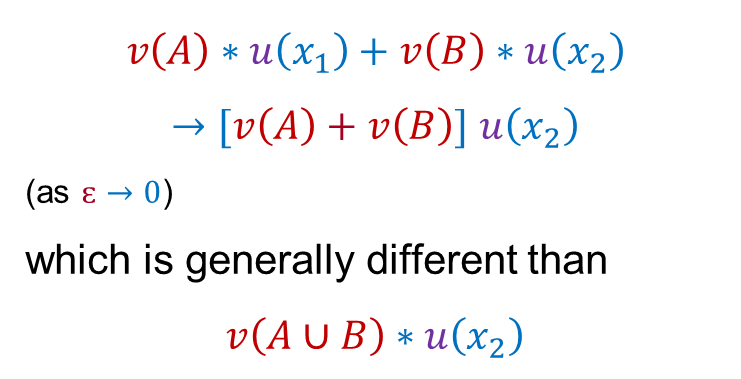 v(A) * u(x₁) + v(B) * u(x₂)
→ [v(A) + v(B)] u(x₂)
(as ε → 0)
which is generally different than
v(A ∪ B) * u(x₂)